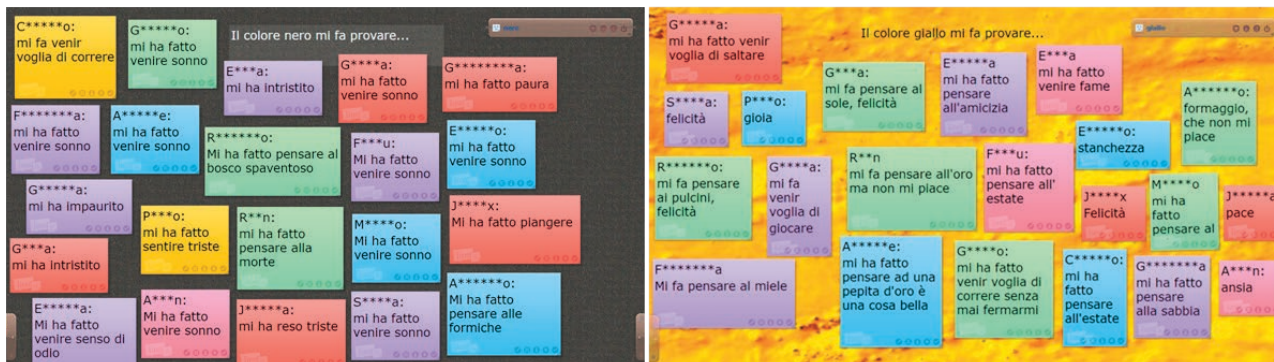 Il colore nero mi fa provare...
nero
C*****o:
mi fa venir
voglia di correre
G*****o:
mi ha fatto
venire sonno
E***a:
mi ha intristito
G****a:
mi ha fatto
venire sonno
G********a:
mi ha fatto paura
F*******a:
mi ha fatto
venire sonno
A*****e:
mi ha fatto
venire sonno
R******o:
Mi ha fatto pensare al
bosco spaventoso
F***u:
Mi ha fatto
venire sonno
E*****o:
mi ha fatto
venire sonno
G*****a:
mi ha impaurito
P***o:
mi ha fatto
sentire triste
R**n:
mi ha fatto
pensare alla
morte
M****o:
Mi ha fatto
venire sonno
J****x:
Mi ha fatto piangere
G***a:
mi ha intristito
E*****a:
Mi ha fatto
venire senso di
odio
A***n:
Mi ha fatto
venire sonno
J*****a:
mi ha reso triste
S****a:
mi ha fatto
venire sonno
A******o:
mi ha fatto
pensare alle
formiche
Il colore giallo mi fa provare...
giallo
G*****a:
mi ha fatto venir
voglia di saltare
S****a:
felicità
P***o:
gioia
G***a:
mi fa pensare al
sole, felicità
E*****a
mi ha fatto
pensare
all'amicizia
E***a
mi ha fatto
venire fame
A******o:
formaggio,
che non mi
piace
E*****o:
stanchezza
R******o:
mi fa pensare
ai pulcini,
felicità
G****a:
mi fa
venir
voglia di
giocare
R**n
mi fa pensare all'oro
ma non mi piace
F***u:
mi ha fatto
pensare all'
estate
J****x
Felicità
M****o
mi ha
fatto
pensare al
J*****a
pace
F*******a
Mi fa pensare al miele
A*****e:
mi ha fatto
pensare ad una
pepita d'oro è
una cosa bella
G****o:
mi ha fatto
venir voglia di
correre senza
mai fermarmi
C*****o:
mi ha
fatto
pensare
all'estate
G*******a
mi ha fatto
pensare
alla sabbia
A***n:
ansia